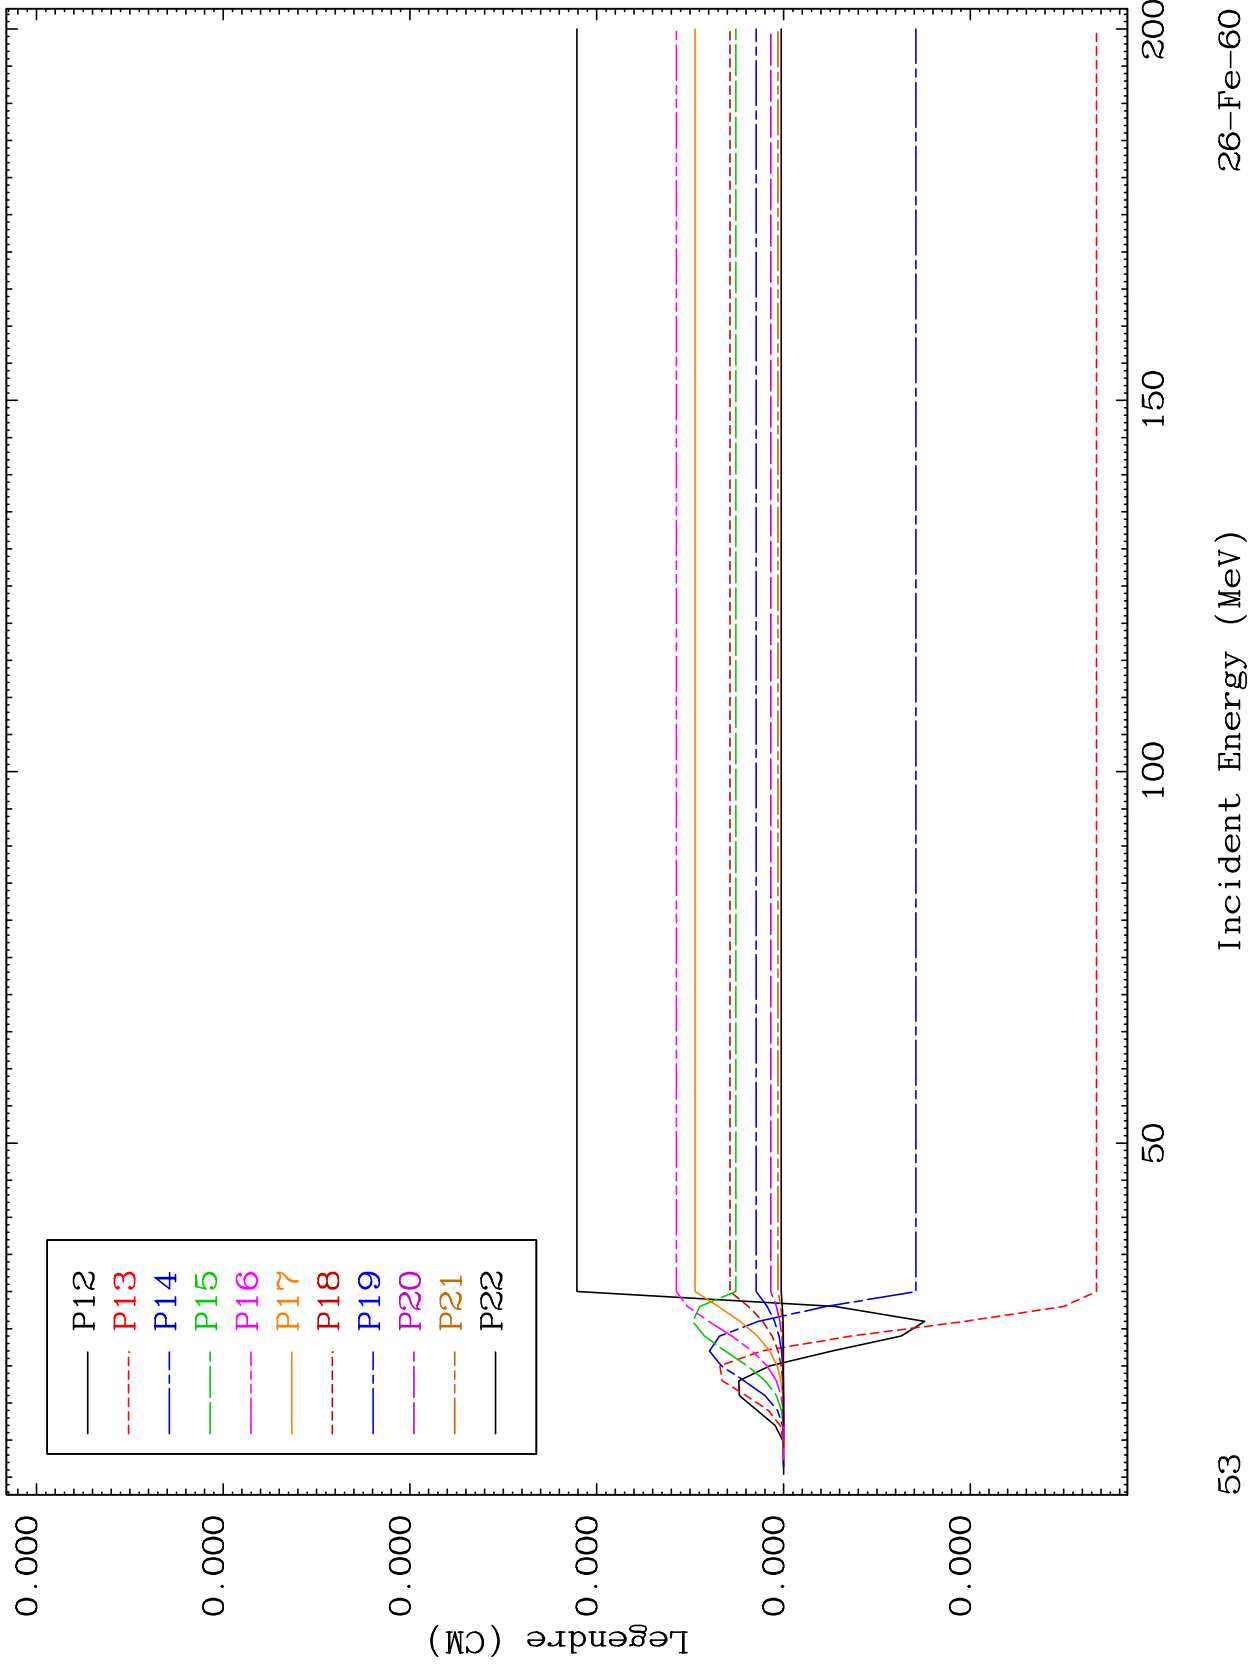 0.000
0.000
0.000
0.000
0.000
0.000
Legendre (CM)
P12
P13
P14
P15
P16
P17
P18
P19
P20
P21
P22
50
100
150
200
Incident Energy (MeV)
53
26-Fe-60